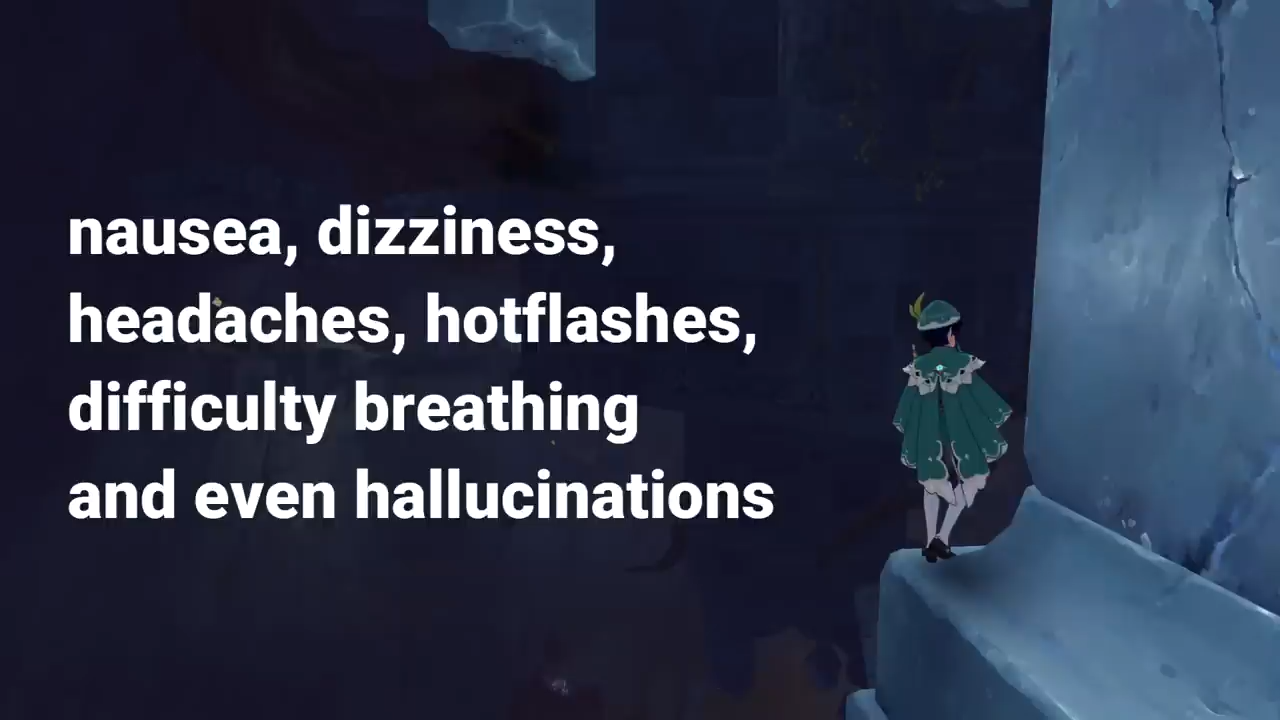 nausea, dizziness,
headaches, hotflashes,
difficulty breathing
and even hallucinations